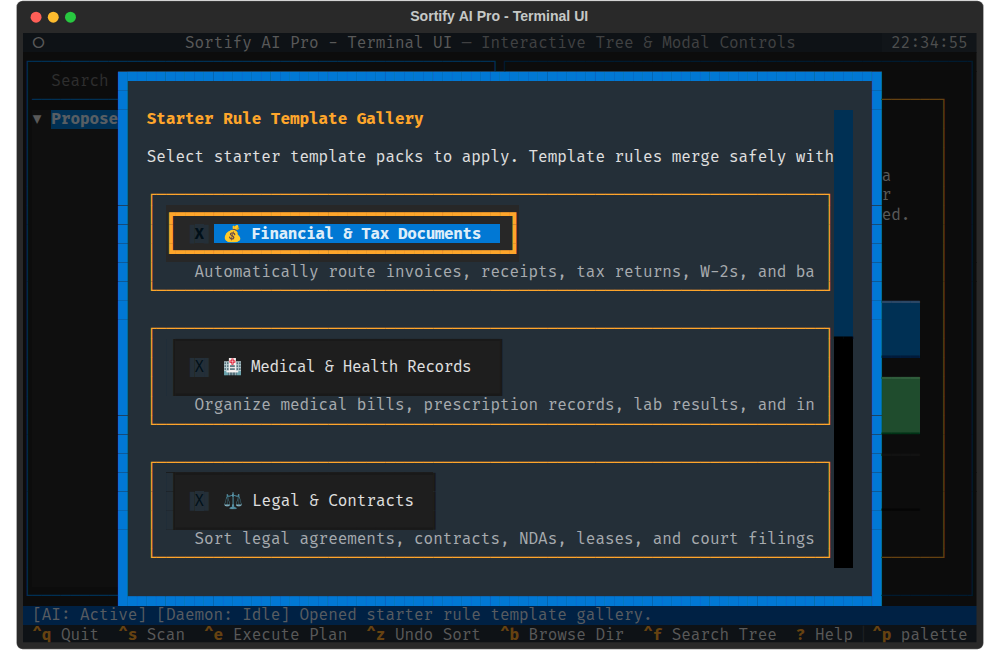 Sortify AI Pro - Terminal UI
Sortify AI Pro - Terminal UI — Interactive Tree & Modal Controls 22:34:55
Search
Propose
Starter Rule Template Gallery
Select starter template packs to apply. Template rules merge safely with
a
r
ed.
X 💰 Financial & Tax Documents
Automatically route invoices, receipts, tax returns, W-2s, and ba
X 🏥 Medical & Health Records
Organize medical bills, prescription records, lab results, and in
X ⚖️ Legal & Contracts
Sort legal agreements, contracts, NDAs, leases, and court filings
[AI: Active] [Daemon: Idle] Opened starter rule template gallery.
^q Quit ^s Scan ^e Execute Plan ^z Undo Sort ^b Browse Dir ^f Search Tree ? Help ^p palette